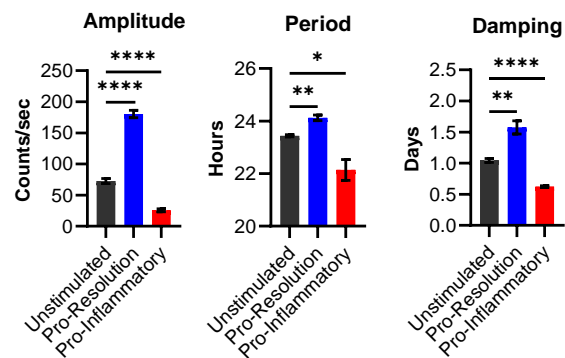 Amplitude
Counts/sec
250
200
150
100
50
0
****
****
Unstimulated
Pro-Resolution
Pro-Inflammatory
Period
Hours
26
24
22
20
*
**
Unstimulated
Pro-Resolution
Pro-Inflammatory
Damping
Days
2.5
2.0
1.5
1.0
0.5
0.0
****
**
Unstimulated
Pro-Resolution
Pro-Inflammatory